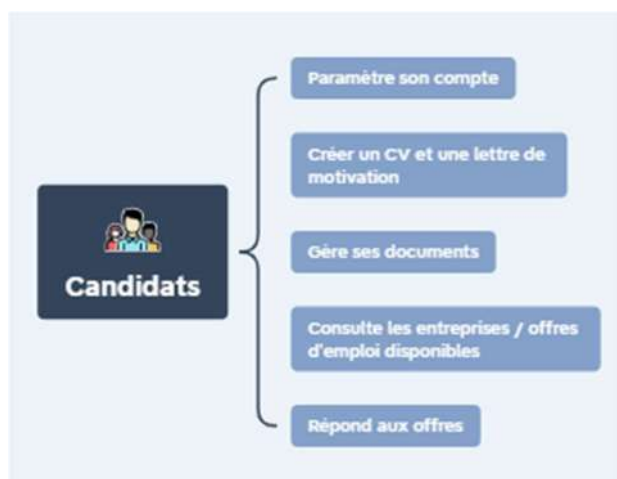 Paramètre son compte
Créer un CV et une lettre de
motivation
Candidats
Gère ses documents
Consulte les entreprises / offres
d'emploi disponibles
Répond aux offres